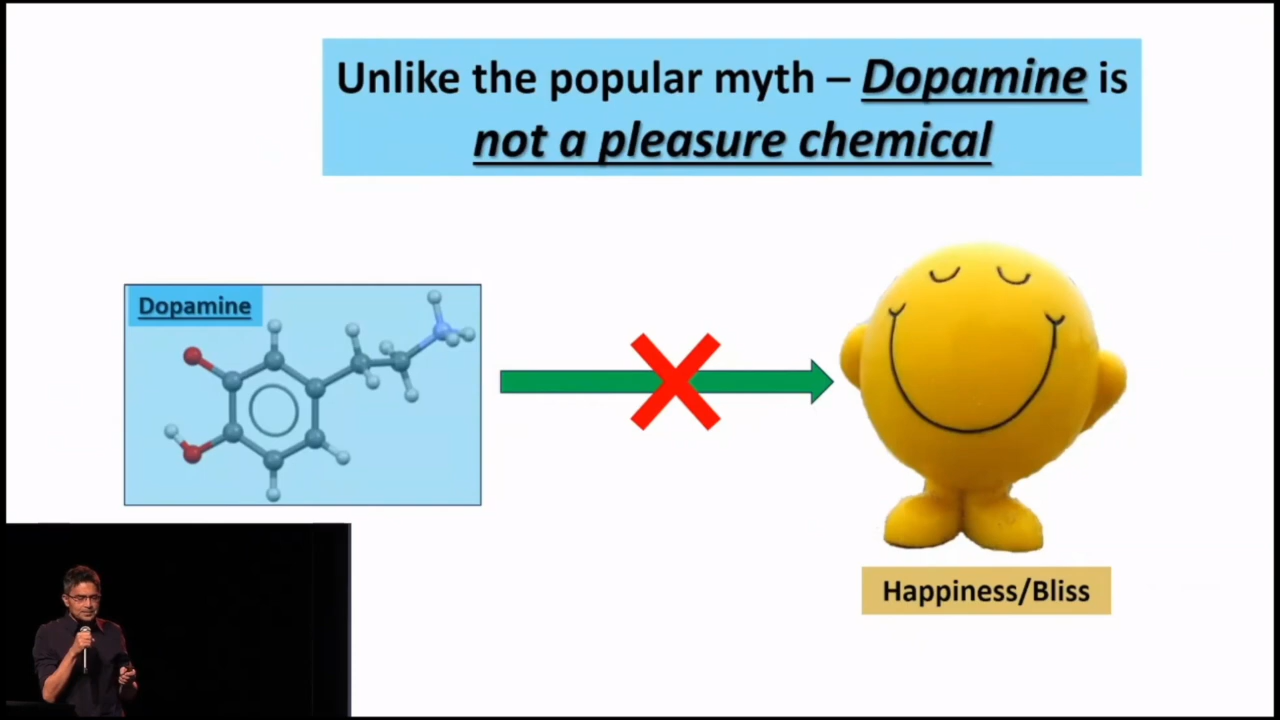 Unlike the popular myth – Dopamine is
not a pleasure chemical
Dopamine
Happiness/Bliss